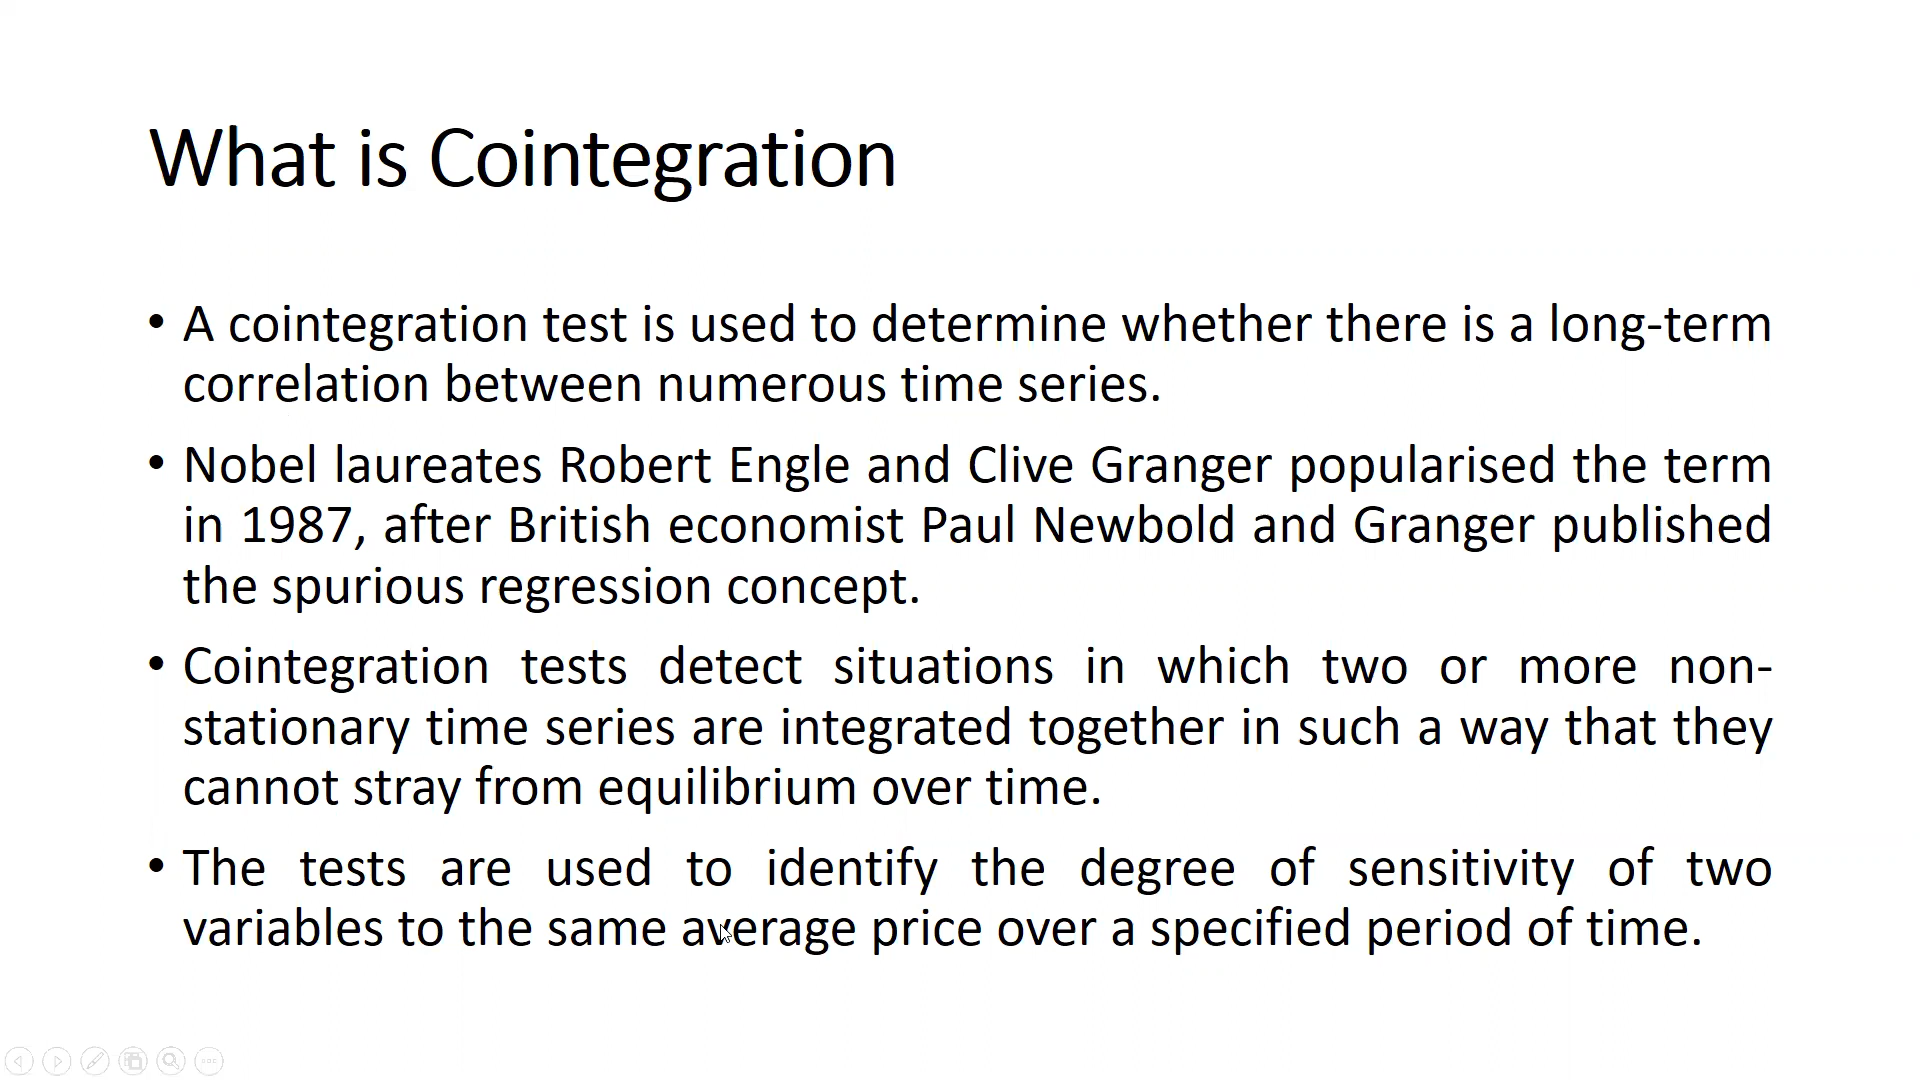 What is Cointegration
• A cointegration test is used to determine whether there is a long-term
correlation between numerous time series.
• Nobel laureates Robert Engle and Clive Granger popularised the term
in 1987, after British economist Paul Newbold and Granger published
the spurious regression concept.
• Cointegration tests detect situations in which two or more non-
stationary time series are integrated together in such a way that they
cannot stray from equilibrium over time.
• The tests are used to identify the degree of sensitivity of two
variables to the same average price over a specified period of time.